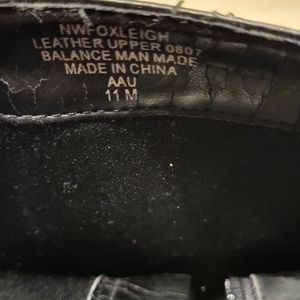 NWFOXLEIGH
LEATHER UPPER 0807
BALANCE MAN MADE
MADE IN CHINA
AAU
11 M